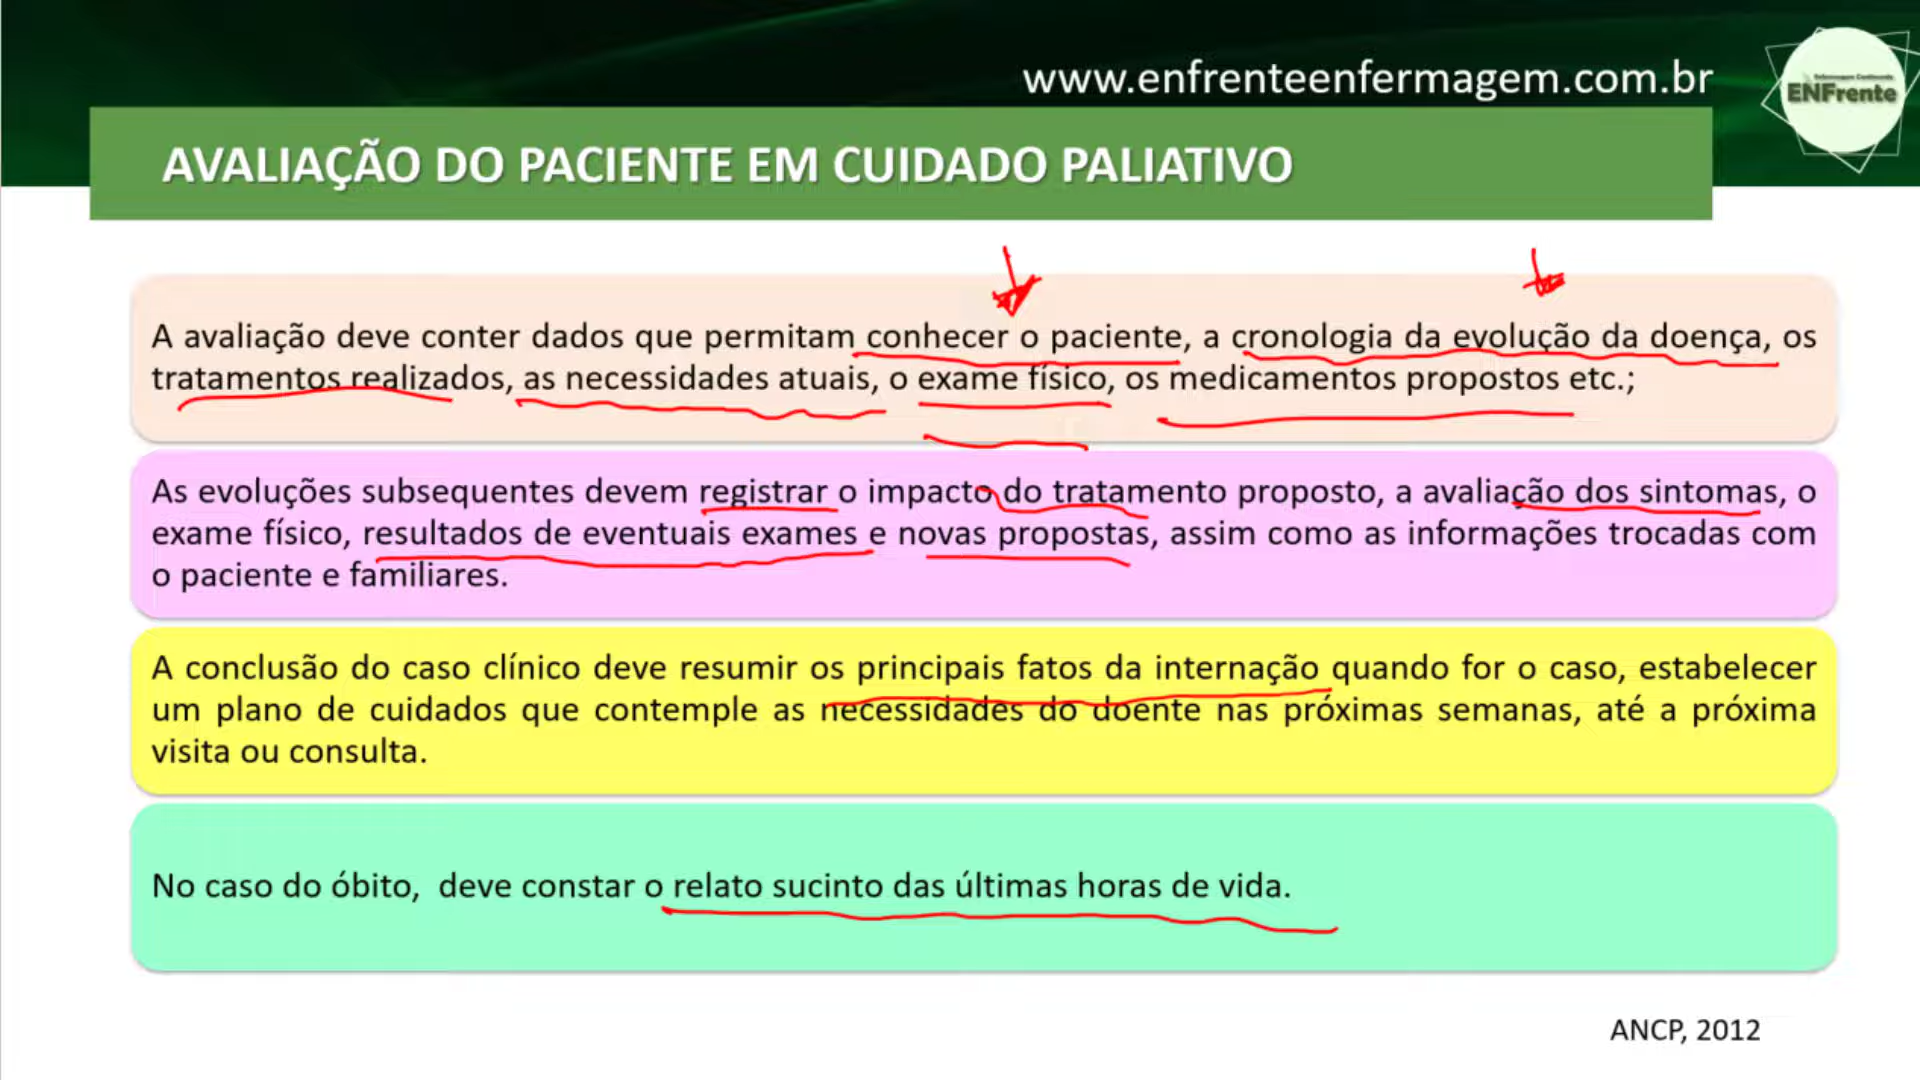 www.enfrenteenfermagem.com.br
ENFrente
AVALIAÇÃO DO PACIENTE EM CUIDADO PALIATIVO
A avaliação deve conter dados que permitam conhecer o paciente, a cronologia da evolução da doença, os
tratamentos realizados, as necessidades atuais, o exame físico, os medicamentos propostos etc.;
As evoluções subsequentes devem registrar o impacto do tratamento proposto, a avaliação dos sintomas, o
exame físico, resultados de eventuais exames e novas propostas, assim como as informações trocadas com
o paciente e familiares.
A conclusão do caso clínico deve resumir os principais fatos da internação quando for o caso, estabelecer
um plano de cuidados que contemple as necessidades do doente nas próximas semanas, até a próxima
visita ou consulta.
No caso do óbito, deve constar o relato sucinto das últimas horas de vida.
ANCP, 2012